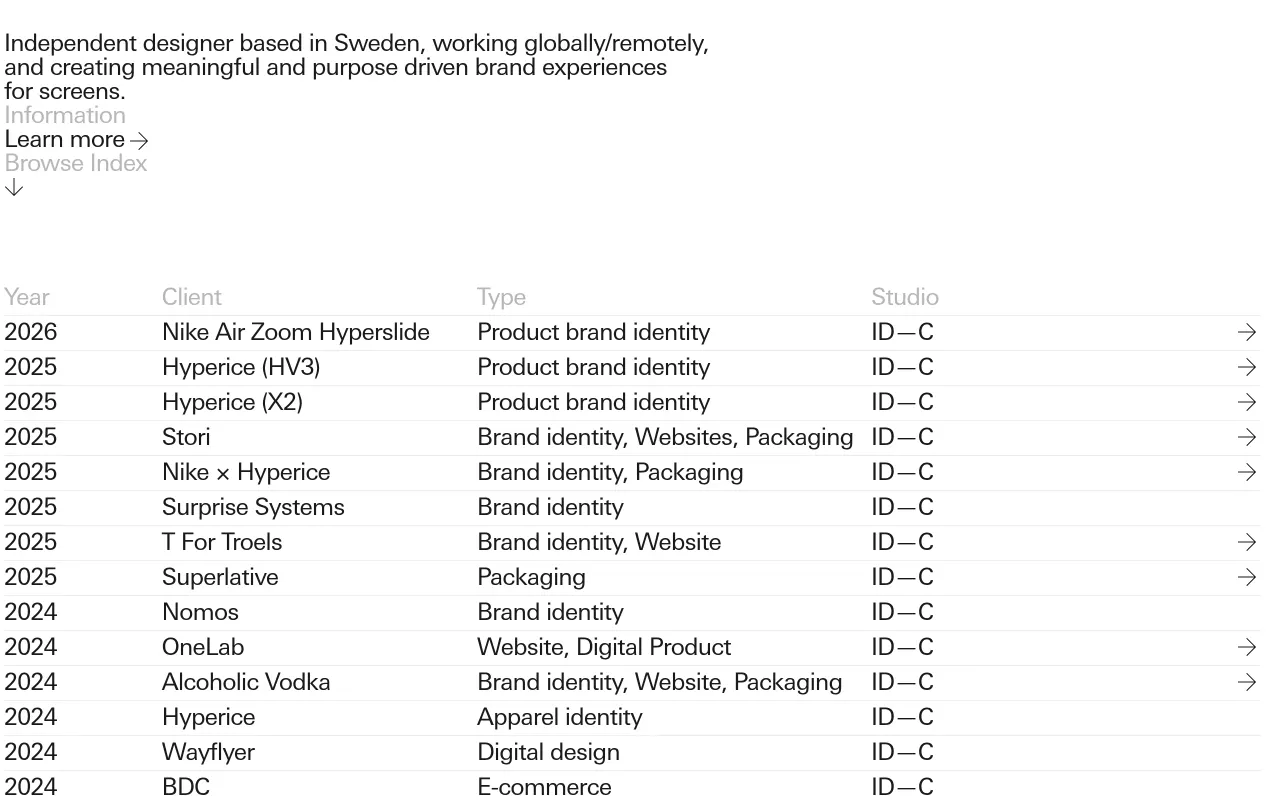 Independent designer based in Sweden, working globally/remotely,
and creating meaningful and purpose driven brand experiences
for screens.
Information
Learn more →
Browse Index
↓
Year Client Type Studio
2026 Nike Air Zoom Hyperslide Product brand identity ID—C →
2025 Hyperice (HV3) Product brand identity ID—C →
2025 Hyperice (X2) Product brand identity ID—C →
2025 Stori Brand identity, Websites, Packaging ID—C →
2025 Nike × Hyperice Brand identity, Packaging ID—C →
2025 Surprise Systems Brand identity ID—C
2025 T For Troels Brand identity, Website ID—C →
2025 Superlative Packaging ID—C →
2024 Nomos Brand identity ID—C
2024 OneLab Website, Digital Product ID—C →
2024 Alcoholic Vodka Brand identity, Website, Packaging ID—C →
2024 Hyperice Apparel identity ID—C
2024 Wayflyer Digital design ID—C
2024 BDC E-commerce ID—C